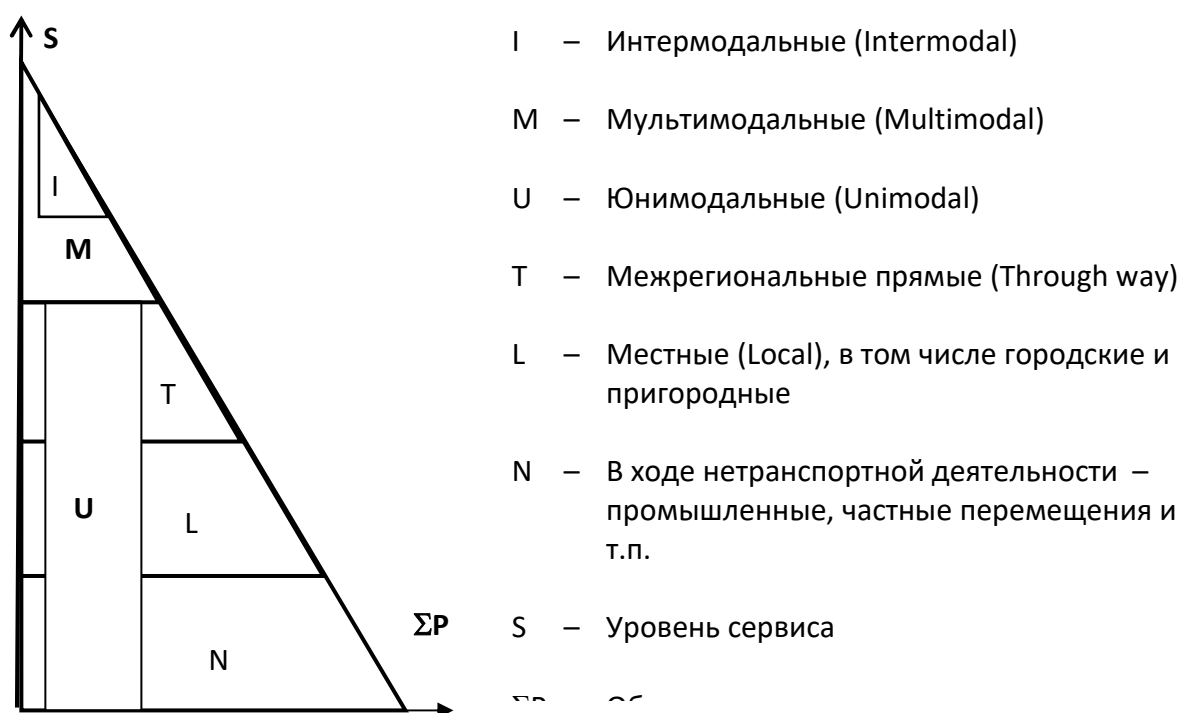 S
I
M
T
U
L
N
ΣP
I – Интермодальные (Intermodal)
M – Мультимодальные (Multimodal)
U – Юнимодальные (Unimodal)
T – Межрегиональные прямые (Through way)
L – Местные (Local), в том числе городские и
пригородные
N – В ходе нетранспортной деятельности –
промышленные, частные перемещения и
т.п.
S – Уровень сервиса